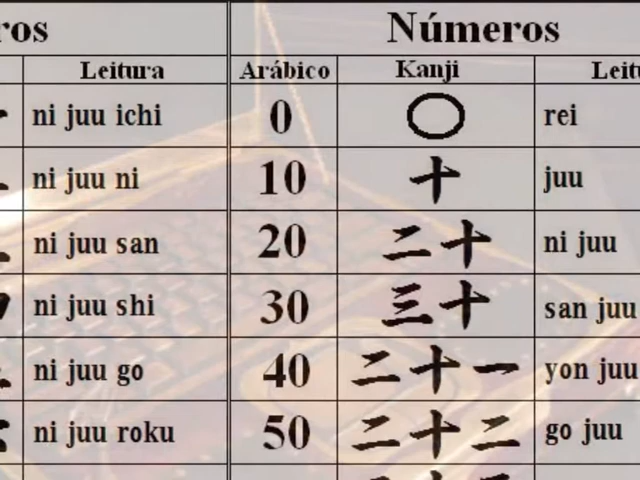 ros Números
Leitura Arábico Kanji Leitu
ni juu ichi 0 〇 rei
ni juu ni 10 十 juu
ni juu san 20 二十 ni juu
ni juu shi 30 三十 san juu
ni juu go 40 二十一 yon juu
ni juu roku 50 二十二 go juu